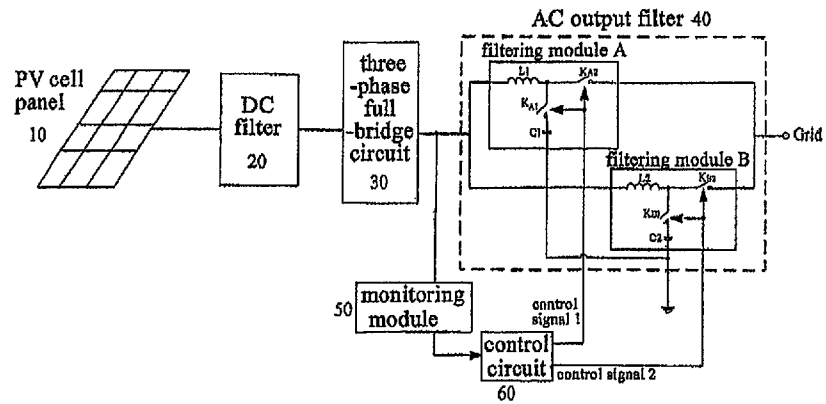 AC output filter 40
filtering module A
L1
KA2
KA1
C1
PV cell
panel
10
DC
filter
20
three
-phase
full
-bridge
circuit
30
Grid
filtering module B
L2
KB2
KB1
C2
50
monitoring
module
control
signal 1
control
circuit
60
control signal 2